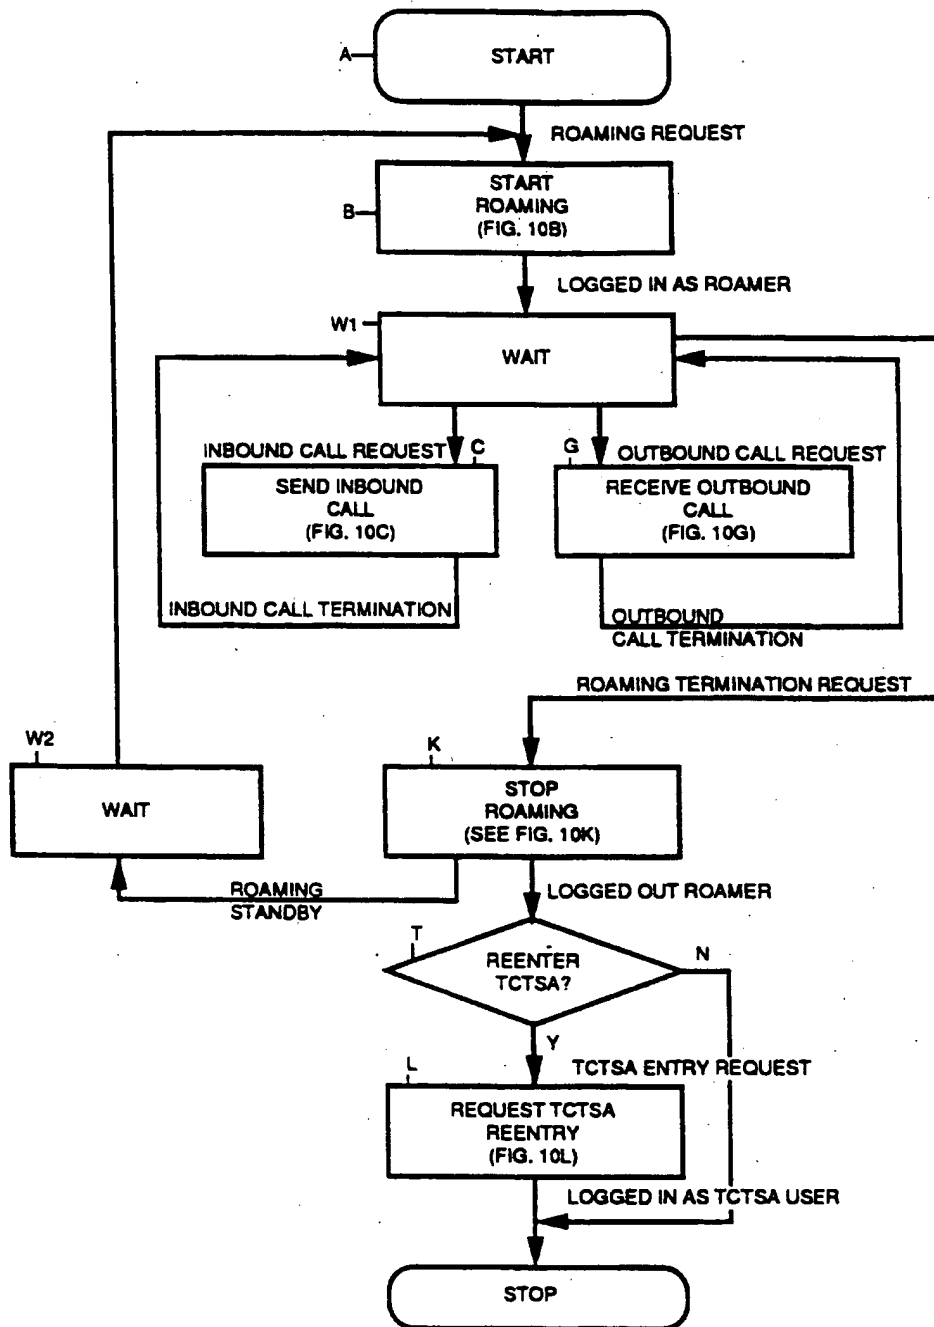 A
START
ROAMING REQUEST
START
ROAMING
(FIG. 10B)
B
LOGGED IN AS ROAMER
W1
WAIT
INBOUND CALL REQUEST
C
G
OUTBOUND CALL REQUEST
SEND INBOUND
CALL
(FIG. 10C)
RECEIVE OUTBOUND
CALL
(FIG. 10G)
INBOUND CALL TERMINATION
OUTBOUND
CALL TERMINATION
ROAMING TERMINATION REQUEST
W2
K
WAIT
STOP
ROAMING
(SEE FIG. 10K)
ROAMING
STANDBY
LOGGED OUT ROAMER
T
REENTER
TCTSA?
N
Y
L
TCTSA ENTRY REQUEST
REQUEST TCTSA
REENTRY
(FIG. 10L)
LOGGED IN AS TCTSA USER
STOP